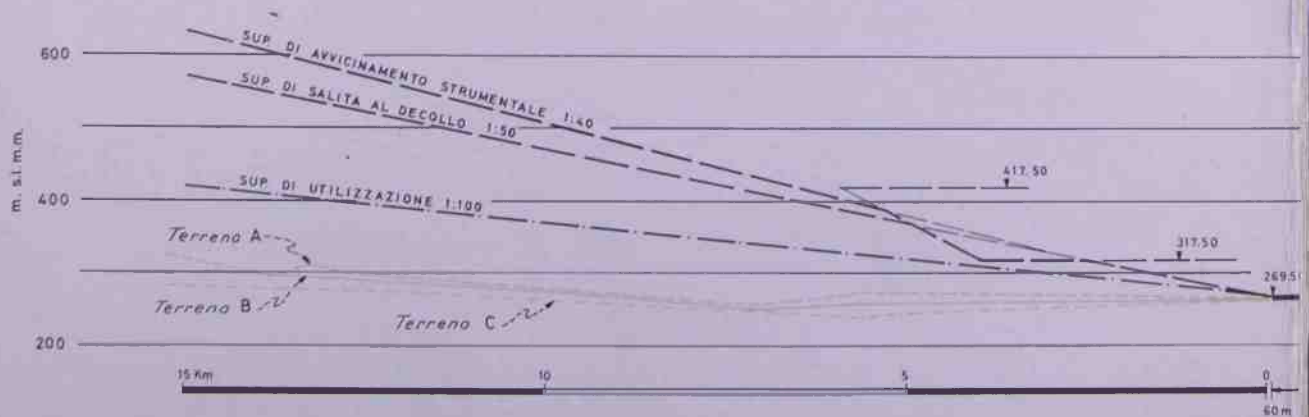 600
SUP. DI AVVICINAMENTO STRUMENTALE 1:40
SUP. DI SALITA AL DECOLLO 1:50
m. s.l.m.m.
417.50
SUP. DI UTILIZZAZIONE 1:100
400
Terreno A
317.50
269.50
Terreno B
Terreno C
200
15 Km
10
5
0
60 m